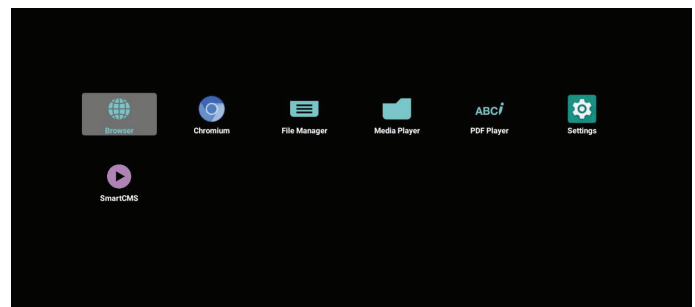 Browser
Chromium
File Manager
Media Player
ABCi
PDF Player
Settings
SmartCMS